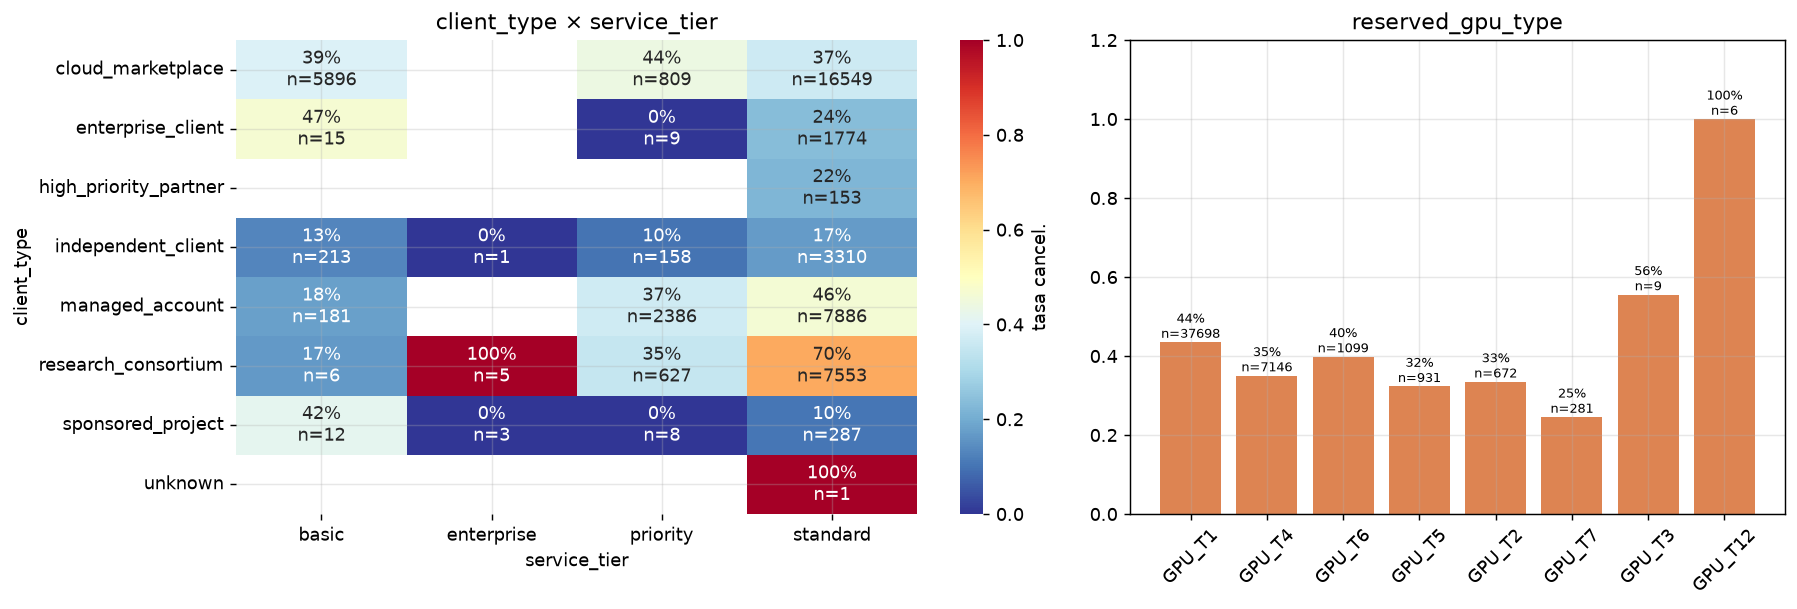 client_type × service_tier
client_type
cloud_marketplace
39%
n=5896
44%
n=809
37%
n=16549
enterprise_client
47%
n=15
0%
n=9
24%
n=1774
high_priority_partner
22%
n=153
independent_client
13%
n=213
0%
n=1
10%
n=158
17%
n=3310
managed_account
18%
n=181
37%
n=2386
46%
n=7886
research_consortium
17%
n=6
100%
n=5
35%
n=627
70%
n=7553
sponsored_project
42%
n=12
0%
n=3
0%
n=8
10%
n=287
unknown
100%
n=1
basic
enterprise
priority
standard
service_tier
1.0
0.8
0.6
0.4
0.2
0.0
tasa cancel.
reserved_gpu_type
1.2
1.0
0.8
0.6
0.4
0.2
0.0
44%
n=37698
35%
n=7146
40%
n=1099
32%
n=931
33%
n=672
25%
n=281
56%
n=9
100%
n=6
GPU_T1
GPU_T4
GPU_T6
GPU_T5
GPU_T2
GPU_T7
GPU_T3
GPU_T12